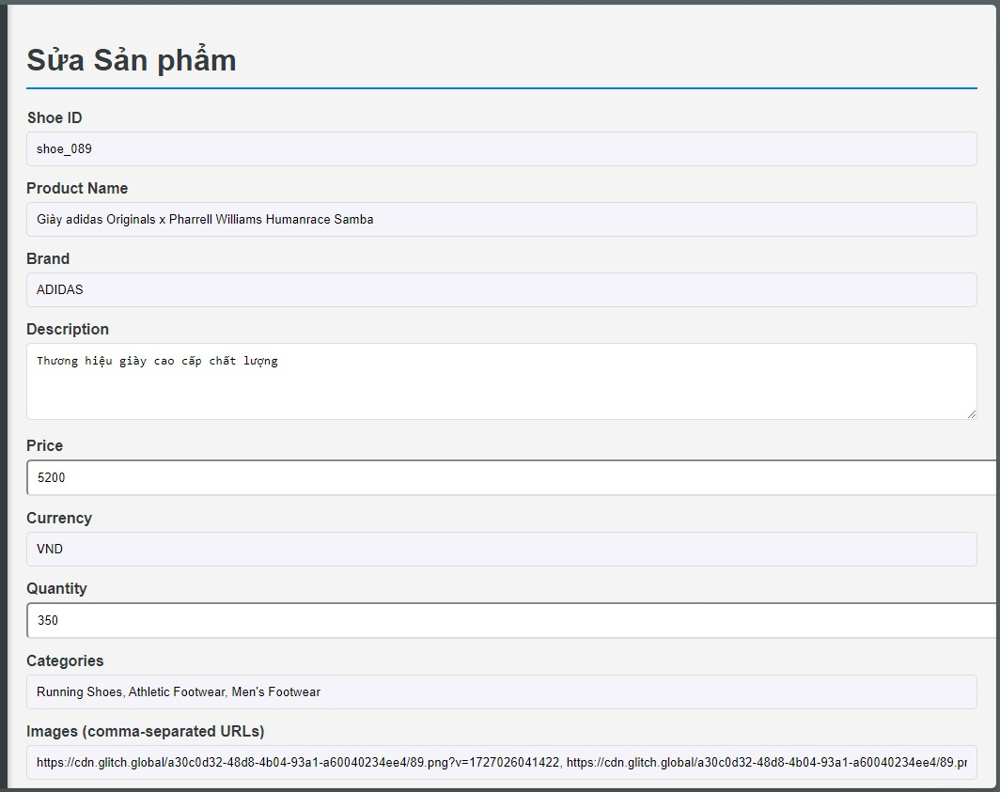 Sửa Sản phẩm
Shoe ID
shoe_089
Product Name
Giày adidas Originals x Pharrell Williams Humanrace Samba
Brand
ADIDAS
Description
Thương hiệu giày cao cấp chất lượng
Price
5200
Currency
VND
Quantity
350
Categories
Running Shoes, Athletic Footwear, Men's Footwear
Images (comma-separated URLs)
https://cdn.glitch.global/a30c0d32-48d8-4b04-93a1-a60040234ee4/89.png?v=1727026041422, https://cdn.glitch.global/a30c0d32-48d8-4b04-93a1-a60040234ee4/89.pr